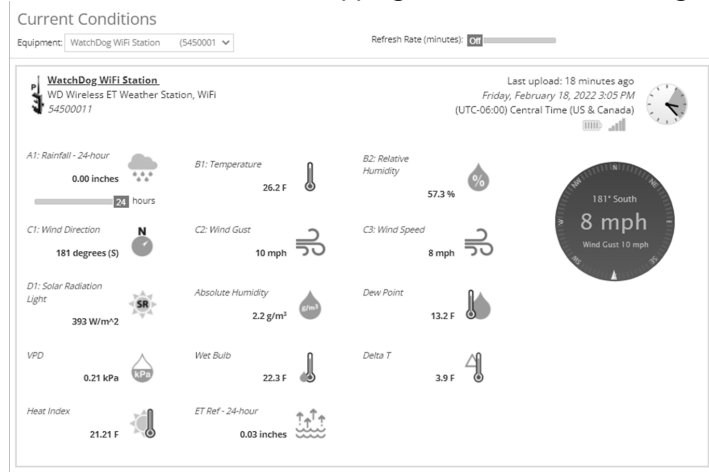 Current Conditions
Equipment: WatchDog WiFi Station (5450001
Refresh Rate (minutes): Off
WatchDog WiFi Station
WD Wireless ET Weather Station, WiFi
54500011
Last upload: 18 minutes ago
Friday, February 18, 2022 3:05 PM
(UTC-06:00) Central Time (US & Canada)
A1: Rainfall - 24-hour
0.00 inches
24 hours
B1: Temperature
26.2 F
B2: Relative
Humidity
%
57.3 %
C1: Wind Direction
N
181 degrees (S)
C2: Wind Gust
10 mph
C3: Wind Speed
8 mph
N
NE
E
SE
SW
W
NW
181° South
8 mph
Wind Gust 10 mph
D1: Solar Radiation
Light
SR
393 W/m^2
Absolute Humidity
g/m³
2.2 g/m³
Dew Point
13.2 F
VPD
kPa
0.21 kPa
Wet Bulb
22.3 F
Delta T
3.9 F
Heat Index
21.21 F
ET Ref - 24-hour
0.03 inches